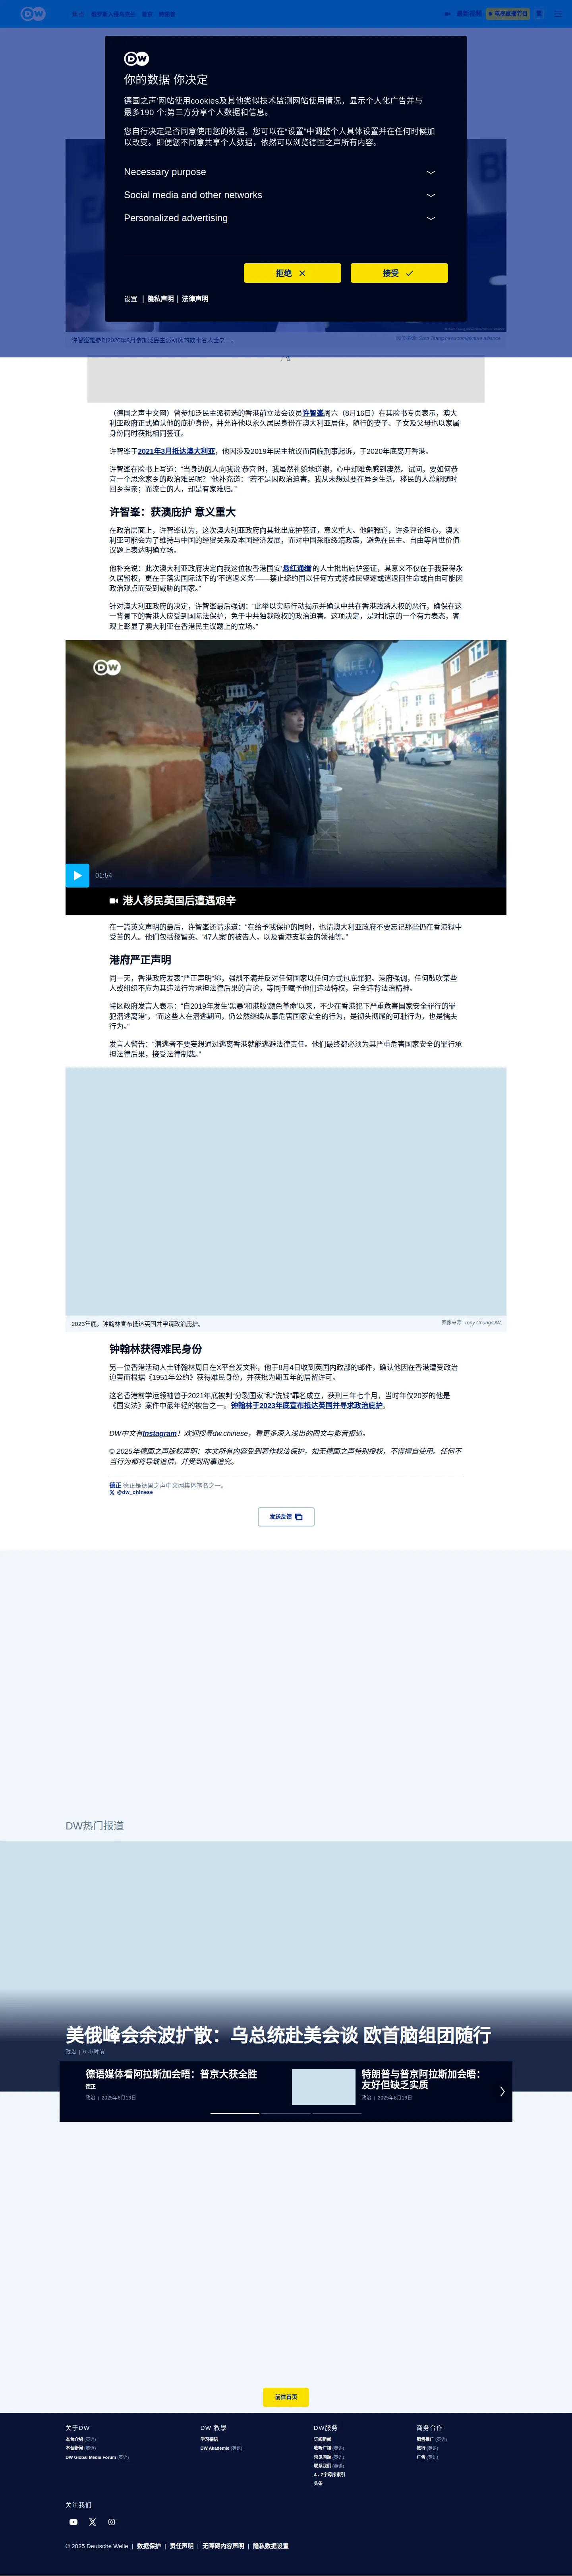 DW
热点
俄罗斯入侵乌克兰
普京
特朗普
最新视频
电视直播节目
DW
你的数据 你决定
德国之声'网站使用cookies及其他类似技术监测网站使用情况，显示个人化广告并与
最多190 个;第三方分享个人数据和信息。
您自行决定是否同意使用您的数据。您可以在“设置”中调整个人具体设置并在任何时候加
以改变。即便您不同意共享个人数据，依然可以浏览德国之声所有内容。
Necessary purpose
Social media and other networks
Personalized advertising
拒绝
接受
设置 | 隐私声明 | 法律声明
许智峯是参加2020年6月参加泛民主派初选的数十名人士之一。
广告
（德国之声中文网）曾参加泛民主派初选的香港前立法会议员许智峯周六（8月16日）在其脸书专页表示，澳大
利亚政府正式确认他的庇护身份，并允许他以永久居民身份在澳大利亚居住，随行的妻子、子女及父母也以家属
身份同时获批相同签证。
许智峯于2021年3月抵达澳大利亚，他因涉及2019年民主抗议而面临刑事起诉，于2020年底离开香港。
许智峯在脸书上写道：“当身边的人向我说‘恭喜’时，我虽然礼貌地道谢，心中却难免感到凄然。试问，要如何恭
喜一个思念家乡的政治难民呢？”他补充道：“若不是因政治迫害，我从未想过要在异乡生活。移民的人总能随时
回乡探亲；而流亡的人，却是有家难归。”
许智峯：获澳庇护 意义重大
在政治层面上，许智峯认为，这次澳大利亚政府向其批出庇护签证，意义重大。他解释道，许多评论担心，澳大
利亚可能会为了维持与中国的经贸关系及本国经济发展，而对中国采取绥靖政策，避免在民主、自由等普世价值
议题上表达明确立场。
他补充说：此次澳大利亚政府决定向我这位被香港国安‘悬红通缉’的人士批出庇护签证，其意义不仅在于我获得永
久居留权，更在于落实国际法下的‘不遣返义务’——禁止缔约国以任何方式将难民驱逐或遣返回生命或自由可能因
政治观点而受到威胁的国家。”
针对澳大利亚政府的决定，许智峯最后强调：“此举以实际行动揭示并确认中共在香港践踏人权的恶行，确保在这
一背景下的香港人应受到国际法保护，免于中共独裁政权的政治迫害。这项决定，是对北京的一个有力表态，客
观上彰显了澳大利亚在香港民主议题上的立场。”
DW
01:54
港人移民英国后遭遇艰辛
在一篇英文声明的最后，许智峯还请求道：“在给予我保护的同时，也请澳大利亚政府不要忘记那些仍在香港狱中
受苦的人。他们包括黎智英、‘47人案’的被告人，以及香港支联会的领袖等。”
港府严正声明
同一天，香港政府发表“严正声明”称，强烈不满并反对任何国家以任何方式包庇罪犯。港府强调，任何鼓吹某些
人或组织不应为其违法行为承担法律后果的言论，等同于赋予他们违法特权，完全违背法治精神。
特区政府发言人表示：“自2019年发生‘黑暴’和港版‘颜色革命’以来，不少在香港犯下严重危害国家安全罪行的罪
犯潜逃离港”，“而这些人在潜逃期间，仍公然继续从事危害国家安全的行为，是彻头彻尾的可耻行为，也是懦夫
行为。”
发言人警告：“潜逃者不要妄想通过逃离香港就能逃避法律责任。他们最终都必须为其严重危害国家安全的罪行承
担法律后果，接受法律制裁。”
2023年底，钟翰林宣布抵达英国并申请政治庇护。
图像来源: Tony Chung/DW
钟翰林获得难民身份
另一位香港活动人士钟翰林周日在X平台发文称，他于8月4日收到英国内政部的邮件，确认他因在香港遭受政治
迫害而根据《1951年公约》获得难民身份，并获批为期五年的居留许可。
这名香港前学运领袖曾于2021年底被判“分裂国家”和“洗钱”罪名成立，获刑三年七个月，当时年仅20岁的他是
《国安法》案件中最年轻的被告之一。钟翰林于2023年底宣布抵达英国并寻求政治庇护。
DW中文有Instagram！欢迎搜寻dw.chinese，看更多深入浅出的图文与影音报道。
© 2025年德国之声版权声明：本文所有内容受到著作权法保护，如无德国之声特别授权，不得擅自使用。任何不
当行为都将导致追偿，并受到刑事追究。
德正 德正是德国之声中文网集体笔名之一。
@dw_chinese
发送反馈
DW热门报道
美俄峰会余波扩散：乌总统赴美会谈 欧首脑组团随行
政治 | 6 小时前
德语媒体看阿拉斯加会晤：普京大获全胜
德正
政治 | 2025年8月16日
特朗普与普京阿拉斯加会晤：
友好但缺乏实质
政治 | 2025年8月16日
前往首页
关于DW
本台介绍 (英语)
本台新闻 (英语)
DW Global Media Forum (英语)
DW 教學
学习德语
DW Akademie (英语)
DW服务
订阅新闻
收听广播 (英语)
常见问题 (英语)
联系我们 (英语)
A - Z字母序索引
头条
商务合作
销售推广 (英语)
旅行 (英语)
广告 (英语)
关注我们
© 2025 Deutsche Welle | 数据保护 | 责任声明 | 无障碍内容声明 | 隐私数据设置